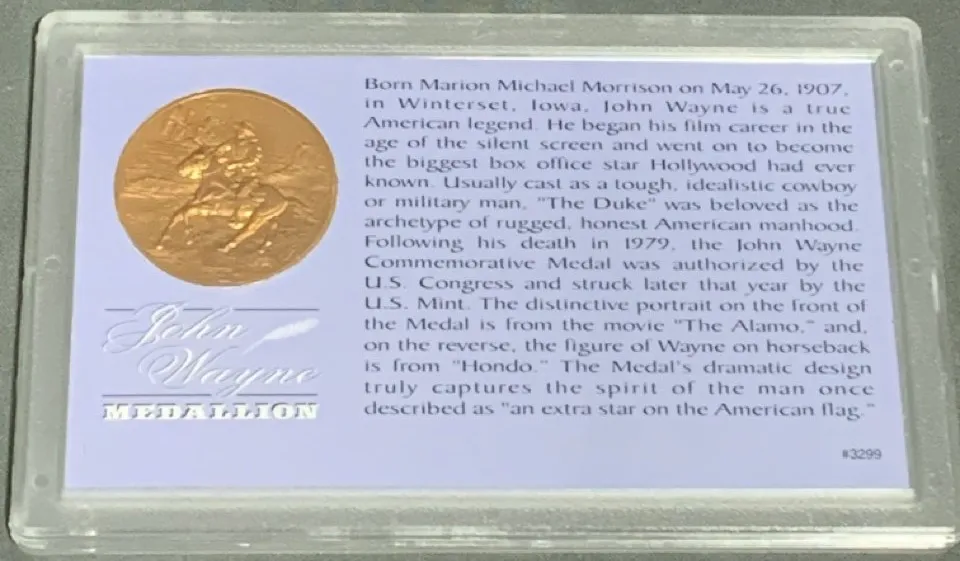 John
Wayne
MEDALLION
Born Marion Michael Morrison on May 26, 1907,
in Winterset, Iowa, John Wayne is a true
American legend. He began his film career in the
age of the silent screen and went on to become
the biggest box office star Hollywood had ever
known. Usually cast as a tough, idealistic cowboy
or military man, "The Duke" was beloved as the
archetype of rugged, honest American manhood.
Following his death in 1979, the John Wayne
Commemorative Medal was authorized by the
U.S. Congress and struck later that year by the
U.S. Mint. The distinctive portrait on the front of
the Medal is from the movie "The Alamo," and,
on the reverse, the figure of Wayne on horseback
is from "Hondo." The Medal's dramatic design
truly captures the spirit of the man once
described as "an extra star on the American flag."
#3299